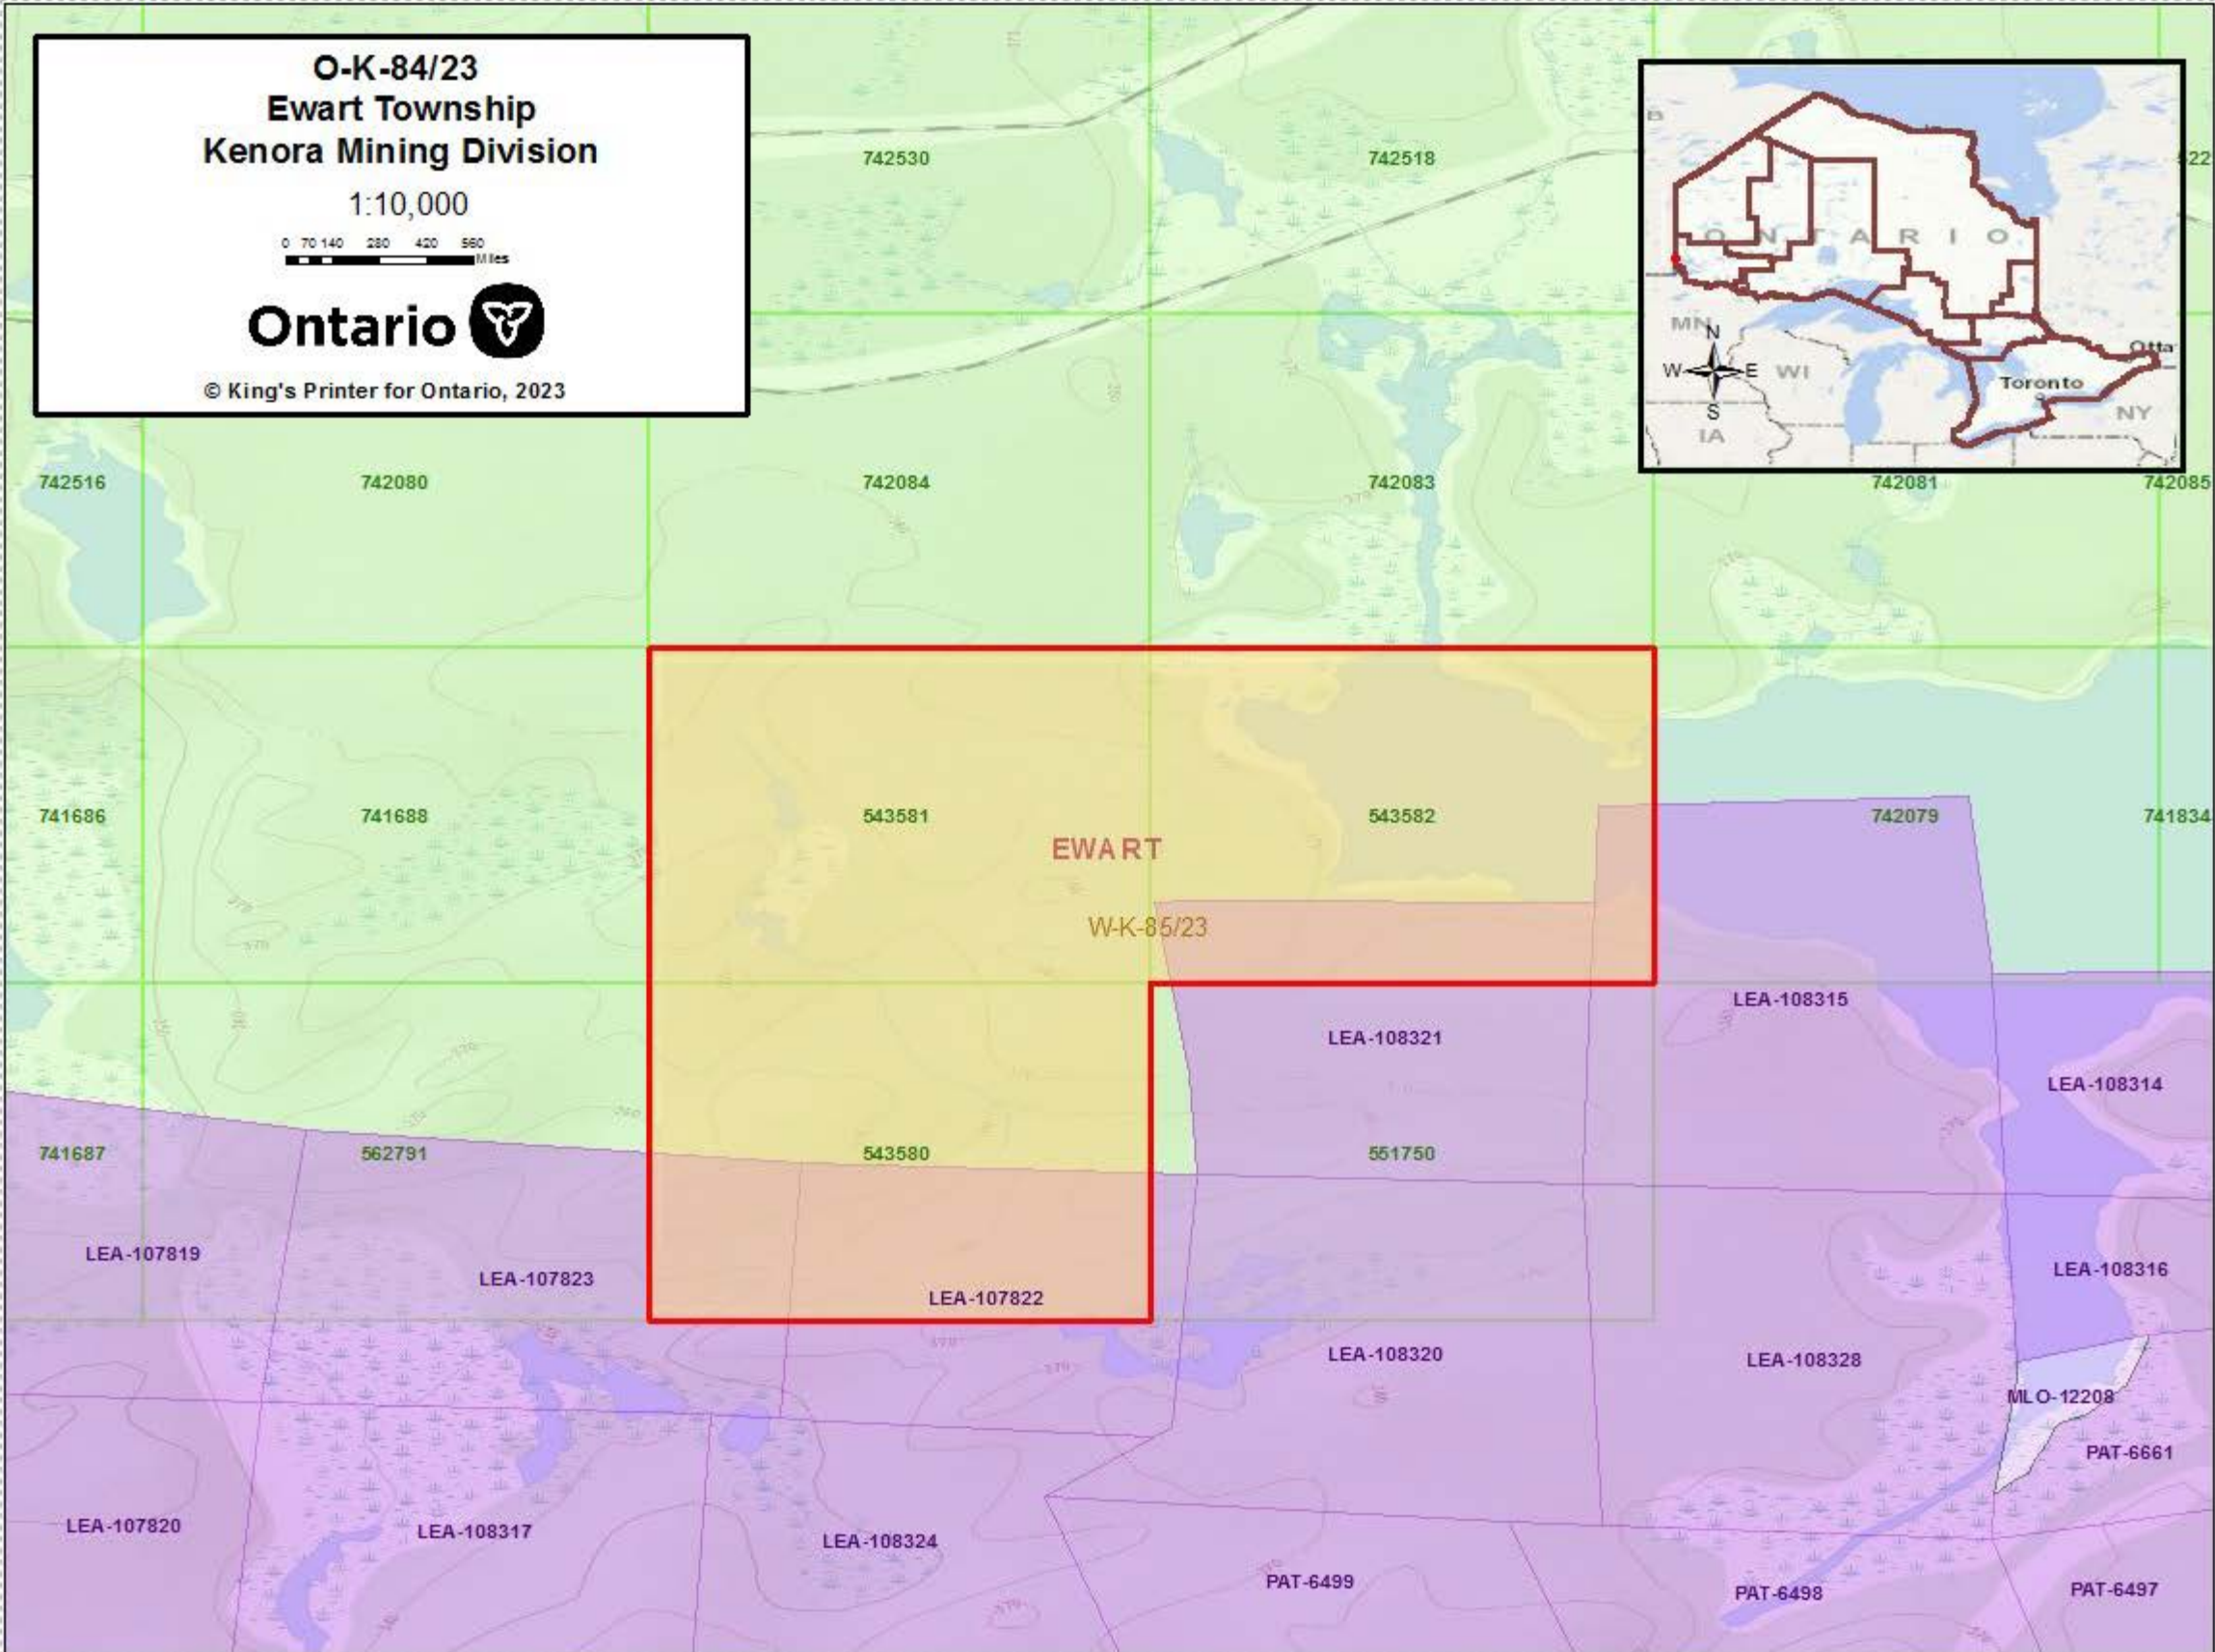 O-K-84/23
Ewart Township
Kenora Mining Division
1:10,000
0 70 140 280 420 560
Miles
Ontario
© King's Printer for Ontario, 2023
ONTARIO
MN
N
W E
S
WI
IA
Toronto
Otta
NY
742530
742518
22
742516
742080
742084
742083
742081
742085
741686
741688
543581
543582
742079
741834
EWART
W-K-85/23
LEA-108315
LEA-108321
LEA-108314
741687
562791
543580
551750
LEA-107819
LEA-107823
LEA-107822
LEA-108316
LEA-108320
LEA-108328
MLO-12208
PAT-6661
LEA-107820
LEA-108317
LEA-108324
PAT-6499
PAT-6498
PAT-6497